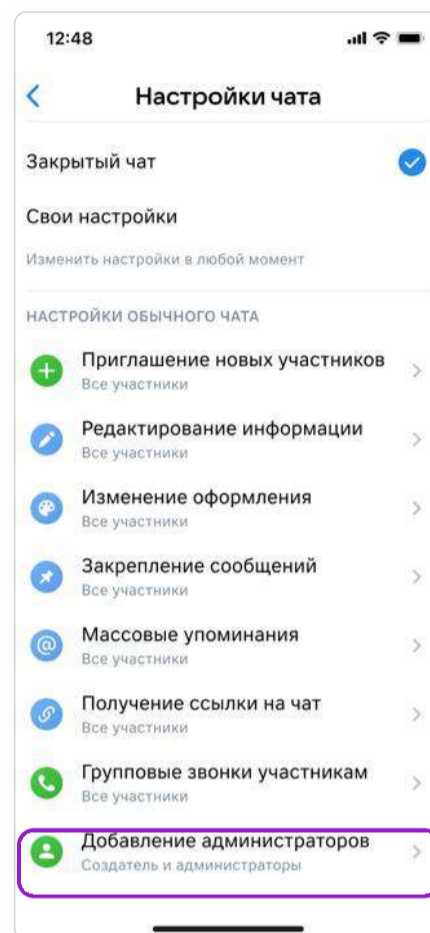 12:48
Настройки чата
Закрытый чат
Свои настройки
Изменить настройки в любой момент
НАСТРОЙКИ ОБЫЧНОГО ЧАТА
Приглашение новых участников
Все участники
Редактирование информации
Все участники
Изменение оформления
Все участники
Закрепление сообщений
Все участники
Массовые упоминания
Все участники
Получение ссылки на чат
Все участники
Групповые звонки участникам
Все участники
Добавление администраторов
Создатель и администраторы